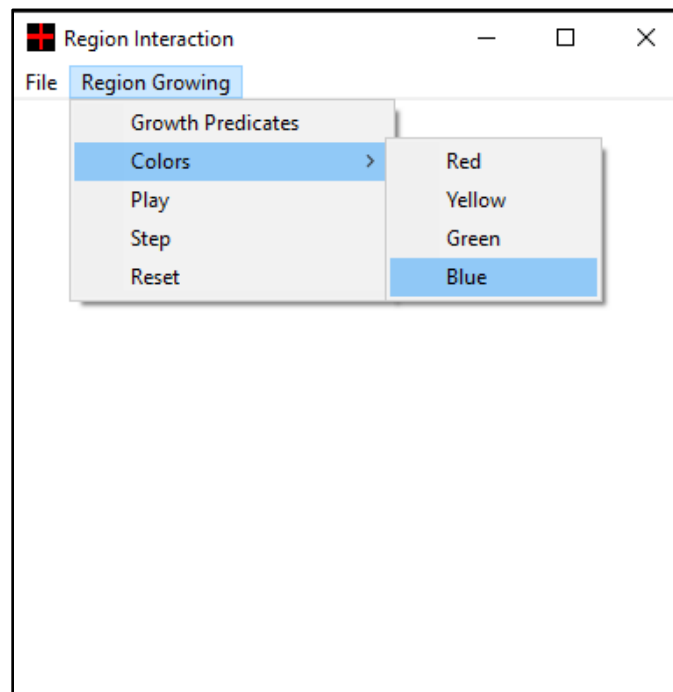 Region Interaction
File Region Growing
Growth Predicates
Colors
Red
Play
Yellow
Step
Green
Reset
Blue